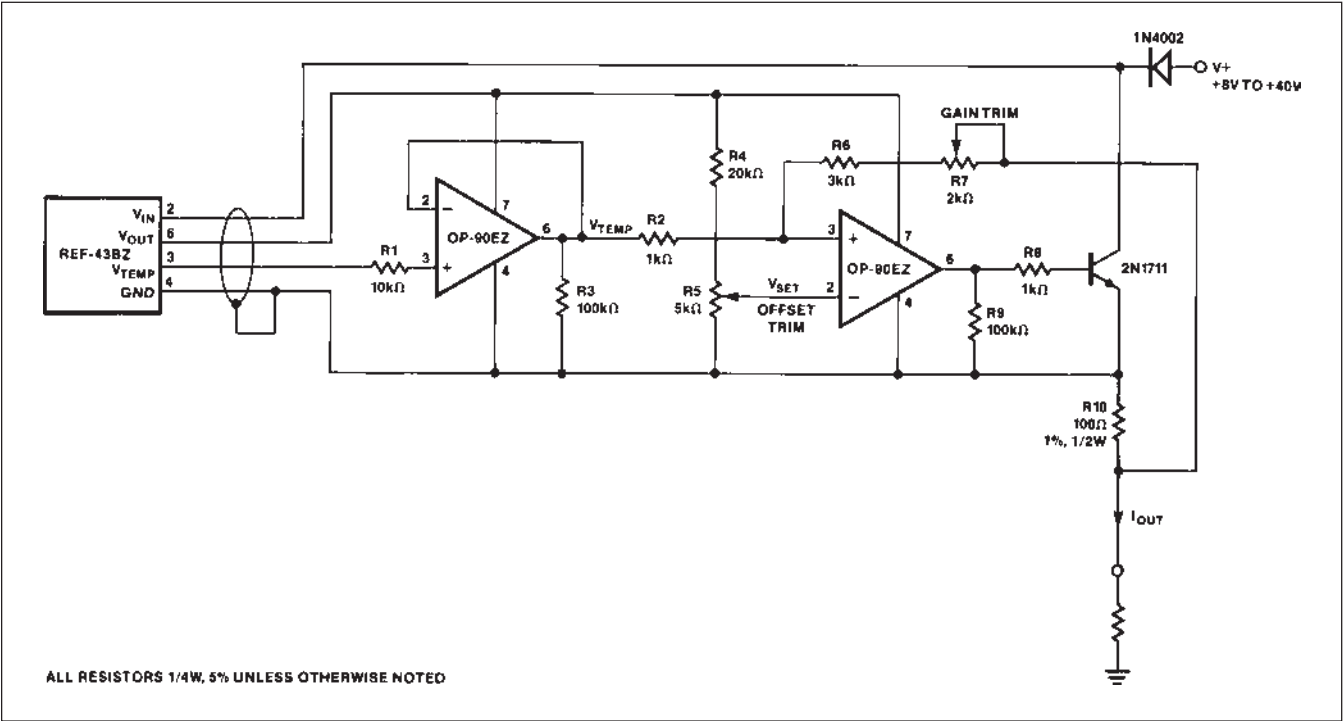 1N4002
V+
+8V TO +40V
GAIN TRIM
R6
3kΩ
R7
2kΩ
R4
20kΩ
REF-43BZ
VIN 2
VOUT 6
VTEMP 3
GND 4
R1
10kΩ
2
3
−
+
OP-90EZ
7
4
6
VTEMP
R2
1kΩ
R3
100kΩ
R5
5kΩ
VSET
OFFSET
TRIM
3
2
+
−
OP-90EZ
7
4
6
R8
1kΩ
2N1711
R9
100kΩ
R10
100Ω
1%, 1/2W
IOUT
ALL RESISTORS 1/4W, 5% UNLESS OTHERWISE NOTED